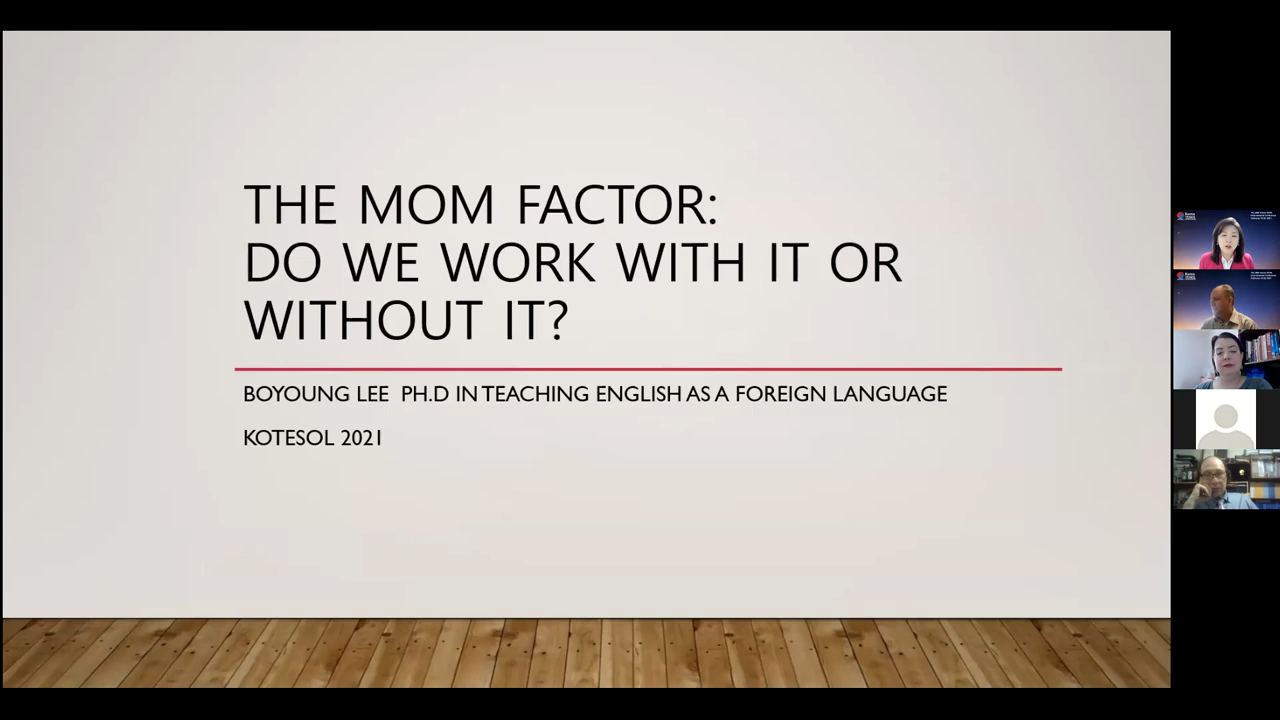 THE MOM FACTOR:
DO WE WORK WITH IT OR
WITHOUT IT?
BOYOUNG LEE PH.D IN TEACHING ENGLISH AS A FOREIGN LANGUAGE
KOTESOL 2021